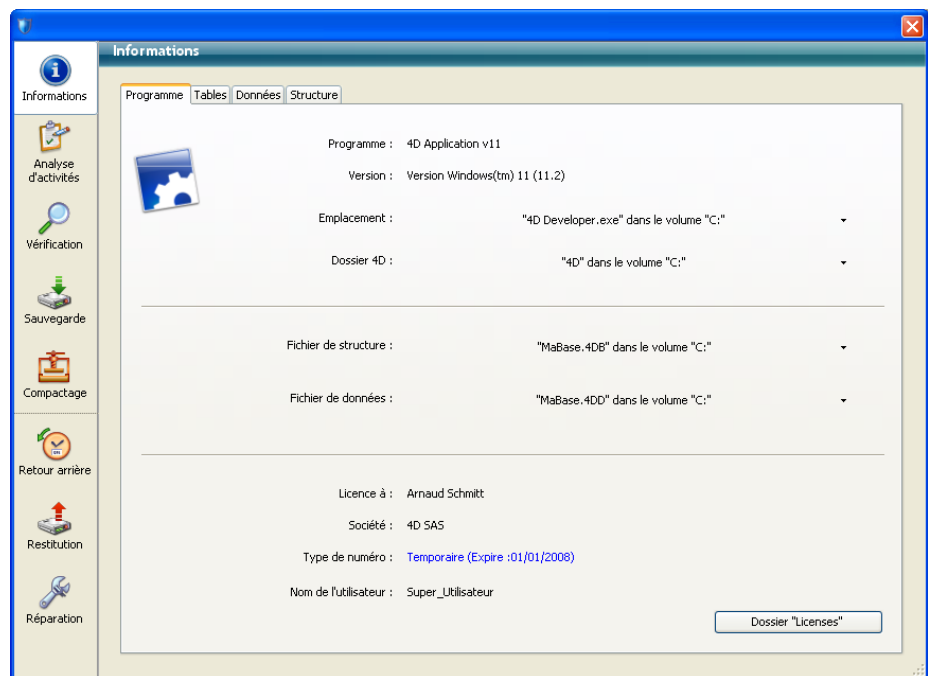 Informations
Informations
Analyse
d'activités
Vérification
Sauvegarde
Compactage
Retour arrière
Restitution
Réparation
Programme Tables Données Structure
Programme : 4D Application v11
Version : Version Windows(tm) 11 (11.2)
Emplacement : "4D Developer.exe" dans le volume "C:"
Dossier 4D : "4D" dans le volume "C:"
Fichier de structure : "MaBase.4DB" dans le volume "C:"
Fichier de données : "MaBase.4DD" dans le volume "C:"
Licence à : Arnaud Schmitt
Société : 4D SAS
Type de numéro : Temporaire (Expire :01/01/2008)
Nom de l'utilisateur : Super_Utilisateur
Dossier "Licenses"